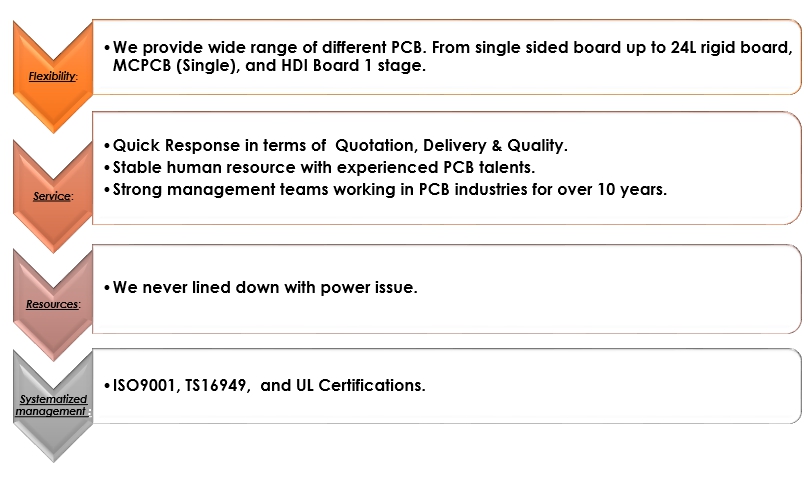 Flexibility:
•We provide wide range of different PCB. From single sided board up to 24L rigid board,
MCPCB (Single), and HDI Board 1 stage.
Service:
•Quick Response in terms of  Quotation, Delivery & Quality.
•Stable human resource with experienced PCB talents.
•Strong management teams working in PCB industries for over 10 years.
Resources:
•We never lined down with power issue.
Systematized
management :
•ISO9001, TS16949,  and UL Certifications.